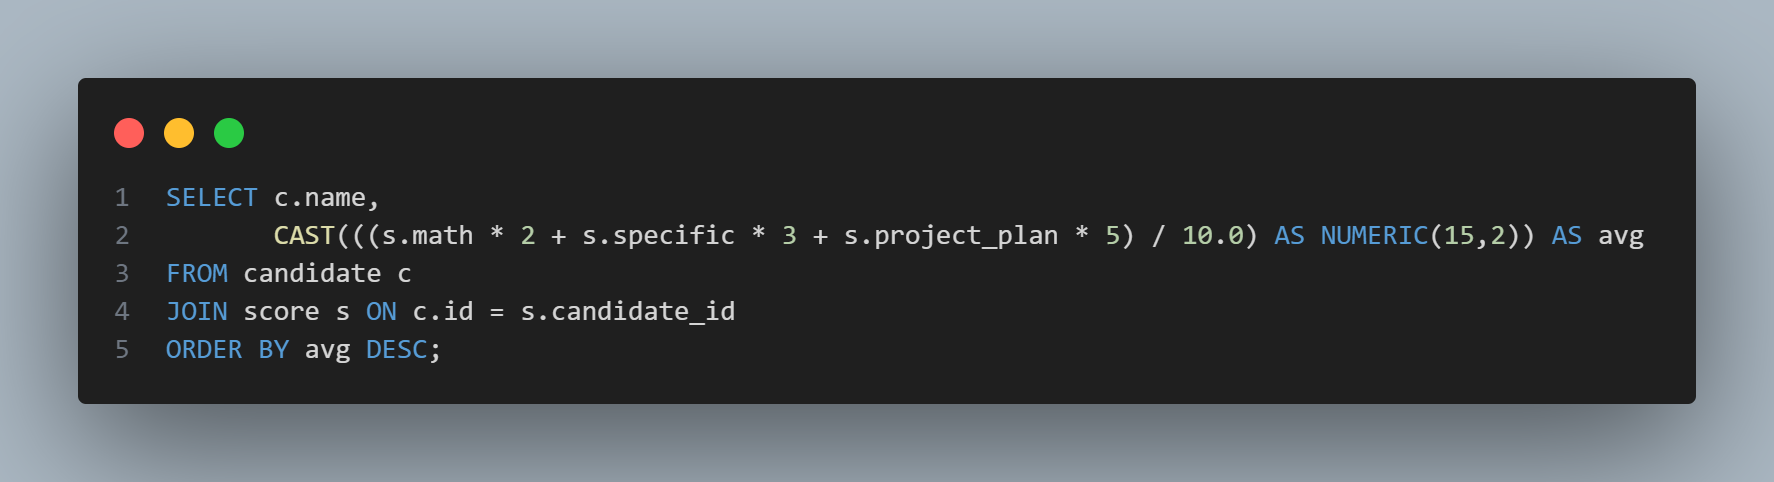 1 SELECT c.name,
2 CAST(((s.math * 2 + s.specific * 3 + s.project_plan * 5) / 10.0) AS NUMERIC(15,2)) AS avg
3 FROM candidate c
4 JOIN score s ON c.id = s.candidate_id
5 ORDER BY avg DESC;